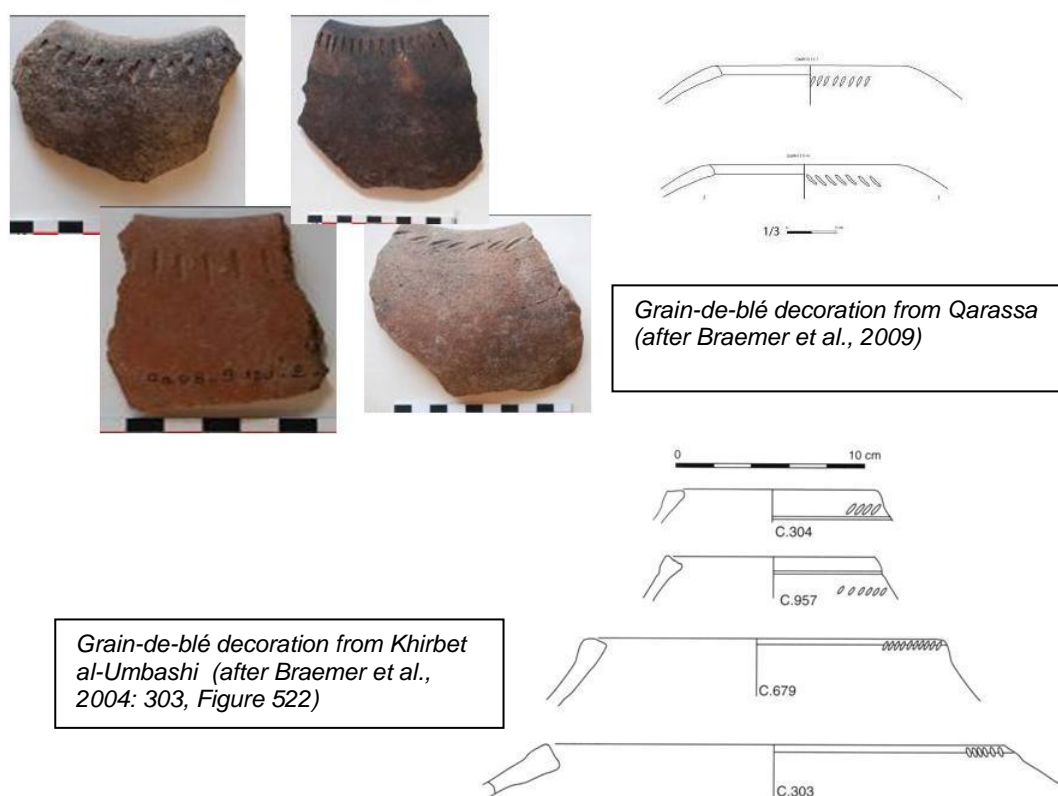 1/3
Grain-de-blé decoration from Qarassa
(after Braemer et al., 2009)
0 10 cm
C.304
C.957
Grain-de-blé decoration from Khirbet
al-Umbashi (after Braemer et al.,
2004: 303, Figure 522)
C.679
C.303